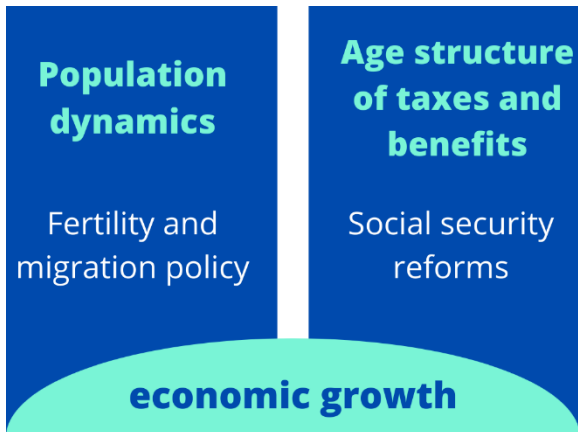 Population
dynamics
Fertility and
migration policy
Age structure
of taxes and
benefits
Social security
reforms
economic growth